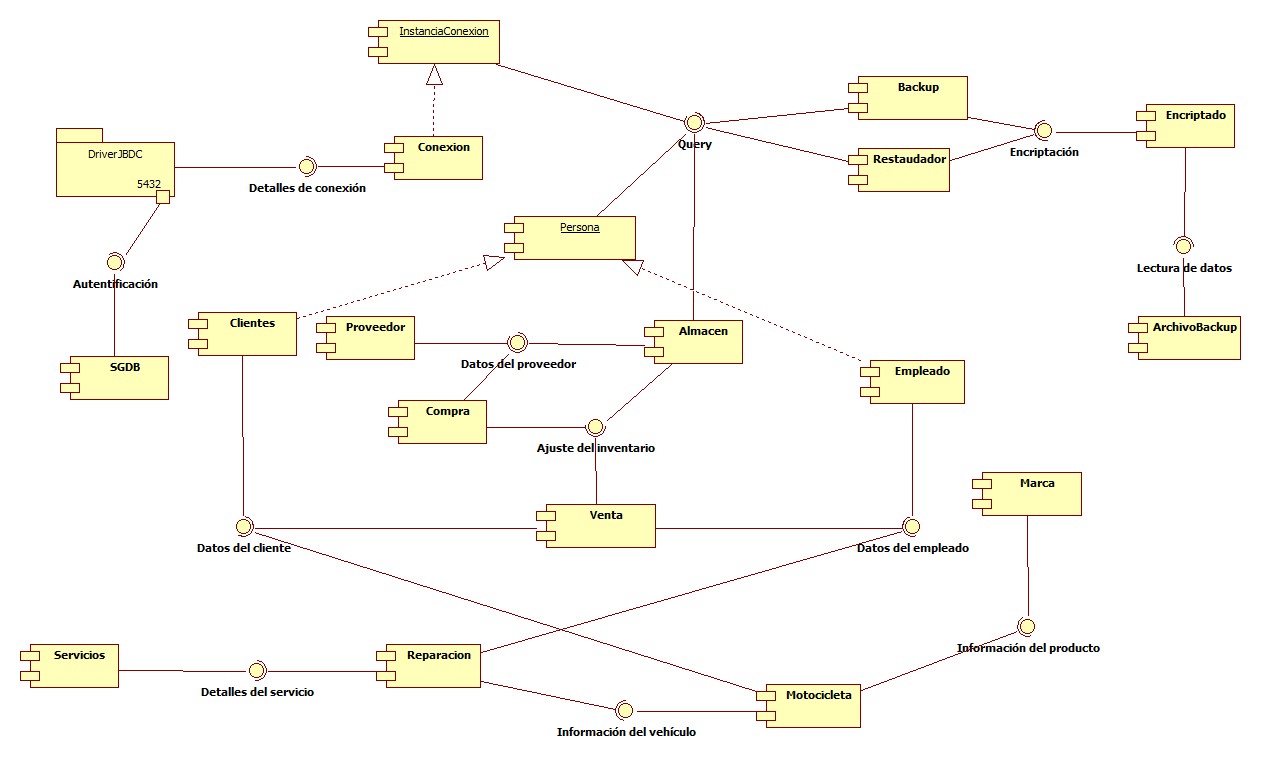 InstanciaConexion
Backup
Encriptado
DriverJBDC
5432
Conexion
Query
Restaudador
Encriptación
Detalles de conexión
Persona
Autentificación
Lectura de datos
Clientes
Proveedor
Almacen
ArchivoBackup
SGDB
Datos del proveedor
Empleado
Compra
Ajuste del inventario
Marca
Venta
Datos del cliente
Datos del empleado
Servicios
Reparacion
Información del producto
Detalles del servicio
Motocicleta
Información del vehículo